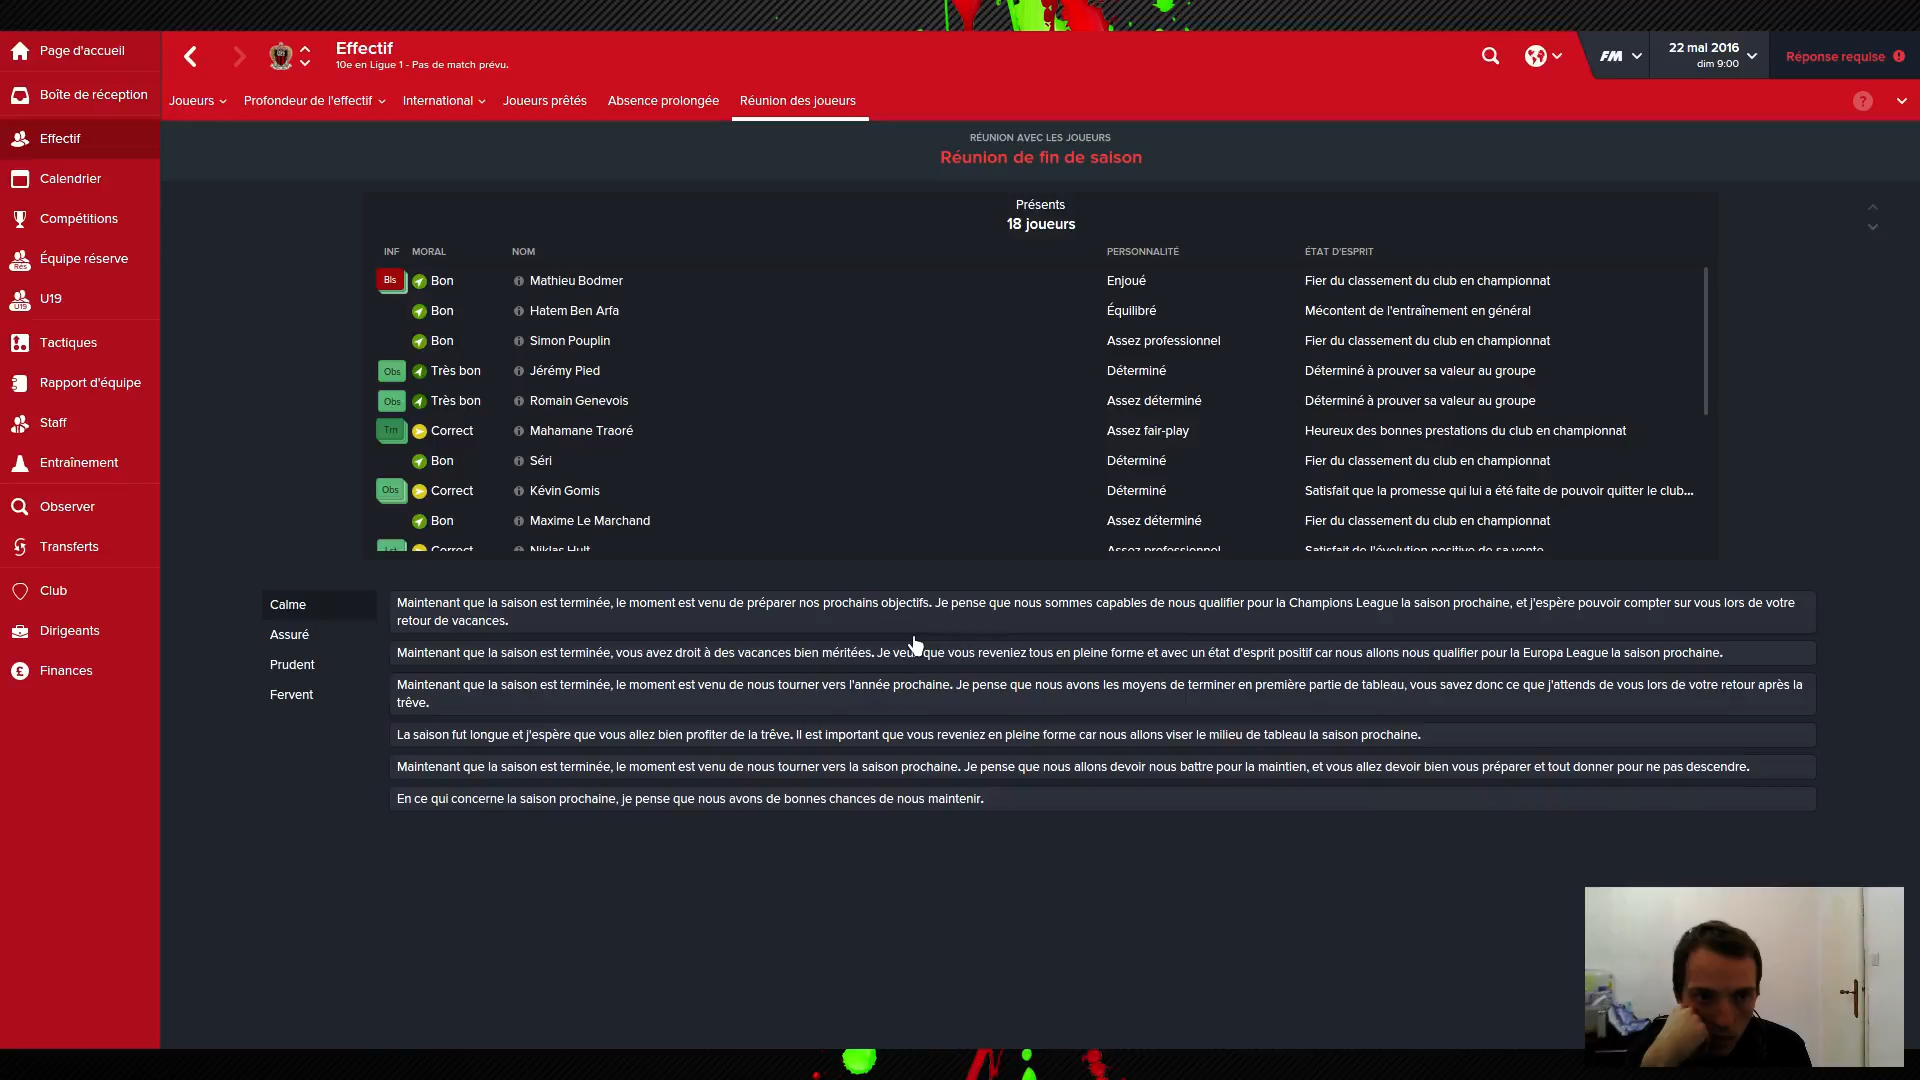 Page d'accueil
Boîte de réception
Effectif
Calendrier
Compétitions
Rés
Équipe réserve
U19
U19
Tactiques
Rapport d'équipe
Staff
Entraînement
Observer
Transferts
Club
Dirigeants
Finances
Effectif
10e en Ligue 1 - Pas de match prévu.
FM
22 mai 2016
dim 9:00
Réponse requise
Joueurs
Profondeur de l'effectif
International
Joueurs prêtés
Absence prolongée
Réunion des joueurs
?
RÉUNION AVEC LES JOUEURS
Réunion de fin de saison
Présents
18 joueurs
INF MORAL NOM PERSONNALITÉ ÉTAT D'ESPRIT
Bls Bon Mathieu Bodmer Enjoué Fier du classement du club en championnat
Bon Hatem Ben Arfa Équilibré Mécontent de l'entraînement en général
Bon Simon Pouplin Assez professionnel Fier du classement du club en championnat
Obs Très bon Jérémy Pied Déterminé Déterminé à prouver sa valeur au groupe
Obs Très bon Romain Genevois Assez déterminé Déterminé à prouver sa valeur au groupe
Trn Correct Mahamane Traoré Assez fair-play Heureux des bonnes prestations du club en championnat
Bon Séri Déterminé Fier du classement du club en championnat
Obs Correct Kévin Gomis Déterminé Satisfait que la promesse qui lui a été faite de pouvoir quitter le club...
Bon Maxime Le Marchand Assez déterminé Fier du classement du club en championnat
Lst Correct Niklas Hult Assez professionnel Satisfait de l'évolution positive de sa vente
Calme
Assuré
Prudent
Fervent
Maintenant que la saison est terminée, le moment est venu de préparer nos prochains objectifs. Je pense que nous sommes capables de nous qualifier pour la Champions League la saison prochaine, et j'espère pouvoir compter sur vous lors de votre
retour de vacances.
Maintenant que la saison est terminée, vous avez droit à des vacances bien méritées. Je veux que vous reveniez tous en pleine forme et avec un état d'esprit positif car nous allons nous qualifier pour la Europa League la saison prochaine.
Maintenant que la saison est terminée, le moment est venu de nous tourner vers l'année prochaine. Je pense que nous avons les moyens de terminer en première partie de tableau, vous savez donc ce que j'attends de vous lors de votre retour après la
trêve.
La saison fut longue et j'espère que vous allez bien profiter de la trêve. Il est important que vous reveniez en pleine forme car nous allons viser le milieu de tableau la saison prochaine.
Maintenant que la saison est terminée, le moment est venu de nous tourner vers la saison prochaine. Je pense que nous allons devoir nous battre pour la maintien, et vous allez devoir bien vous préparer et tout donner pour ne pas descendre.
En ce qui concerne la saison prochaine, je pense que nous avons de bonnes chances de nous maintenir.